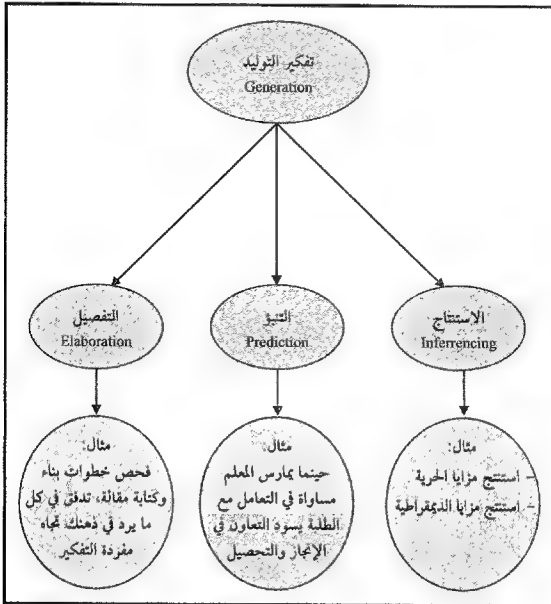 تفكير التوليد
Generation
الاستنتاج
Inferrencing
التنبؤ
Prediction
التفصيل
Elaboration
مثال:
- استنتج مزايا الحرية
- استنتج مزايا الديمقراطية
مثال:
حينما يمارس المعلم
مساواة في التعامل مع
الطلبة يسود التعاون في
الإنجاز والتحصيل
مثال:
فحص خطوات بناء
وكتابة مقالة، تدفق في كل
ما يرد في ذهنك تجاه
مفردة التفكير